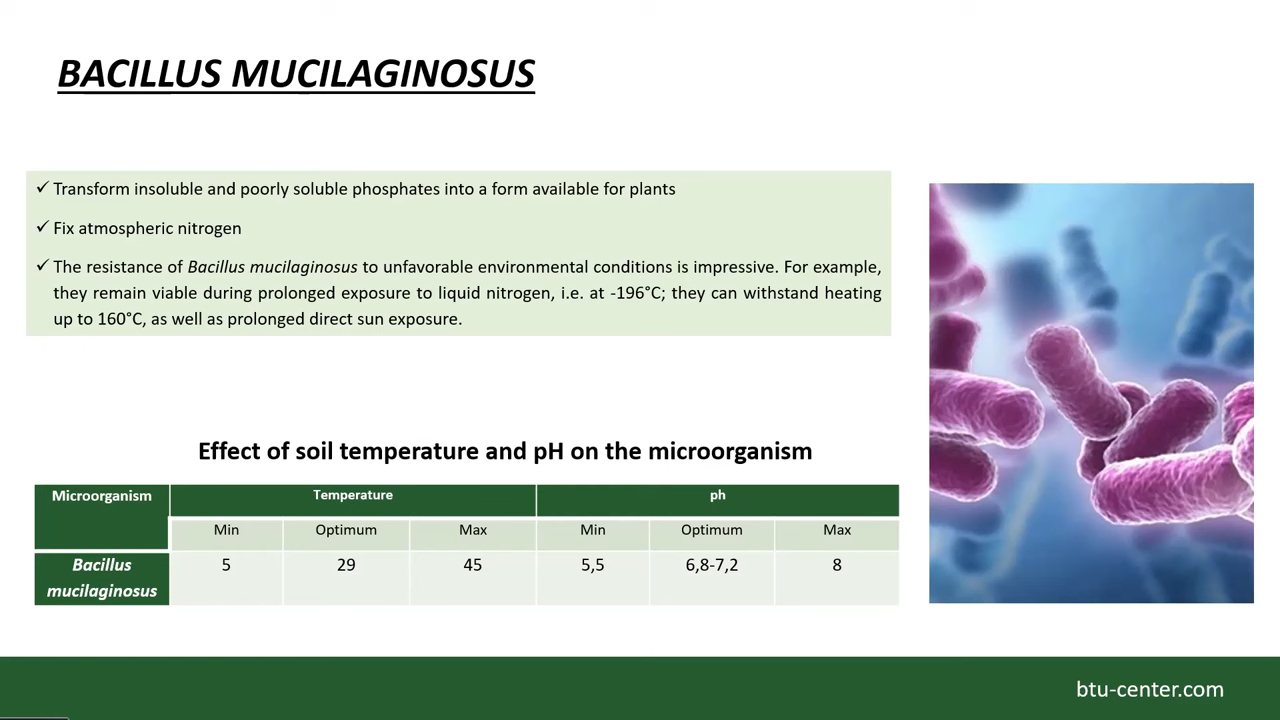 BACILLUS MUCILAGINOSUS
✓ Transform insoluble and poorly soluble phosphates into a form available for plants
✓ Fix atmospheric nitrogen
✓ The resistance of Bacillus mucilaginosus to unfavorable environmental conditions is impressive. For example,
they remain viable during prolonged exposure to liquid nitrogen, i.e. at -196°C; they can withstand heating
up to 160°C, as well as prolonged direct sun exposure.
Effect of soil temperature and pH on the microorganism
Microorganism Temperature ph
Min Optimum Max Min Optimum Max
Bacillus 5 29 45 5,5 6,8-7,2 8
mucilaginosus
btu-center.com